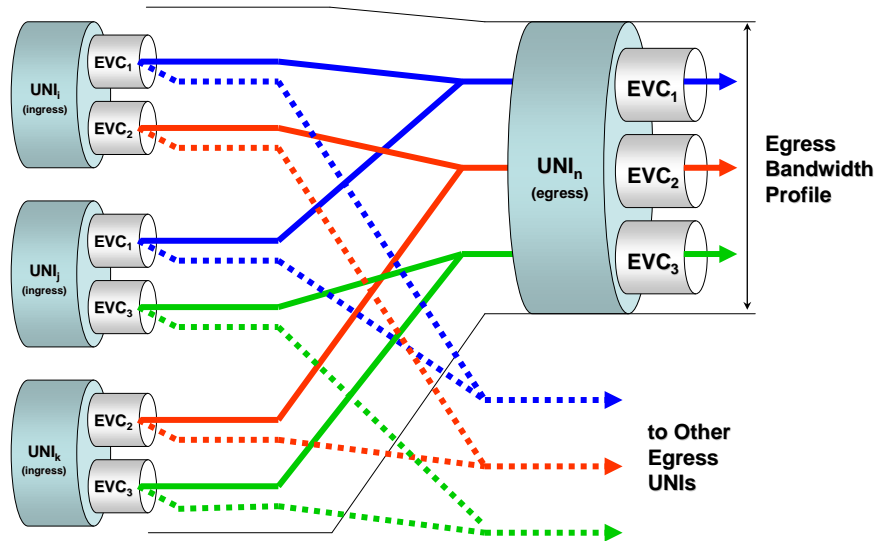 EVC1
UNIi
(ingress)
EVC2
EVC1
UNIj
(ingress)
EVC3
EVC2
UNIk
(ingress)
EVC3
UNIn
(egress)
EVC1
EVC2
EVC3
Egress
Bandwidth
Profile
to Other
Egress
UNIs